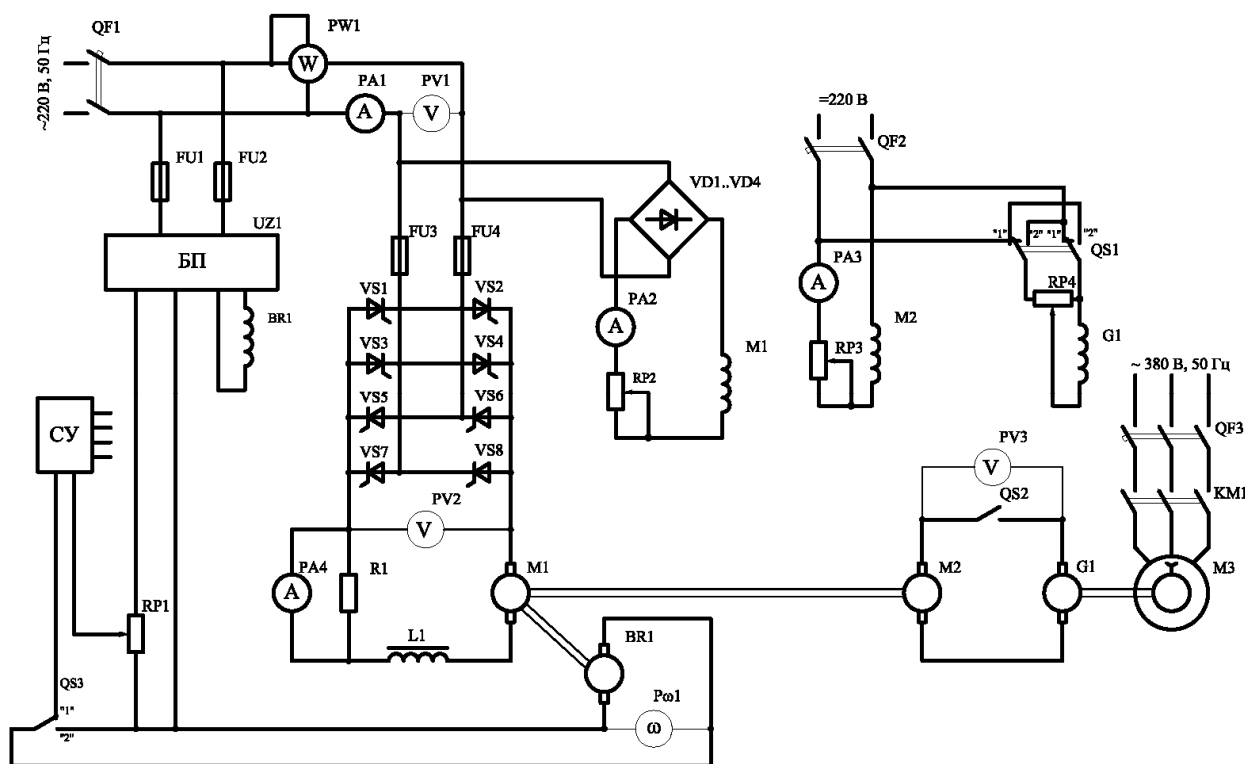 QF1
PW1
~220 В, 50 Гц
W
PA1
PV1
A
V
=220 В
QF2
FU1
FU2
VD1..VD4
UZ1
FU3
FU4
"1"
"2"
"1"
"2"
QS1
БП
PA3
A
RP4
VS1
VS2
PA2
BR1
A
M2
RP3
G1
VS3
VS4
M1
~ 380 В, 50 Гц
RP2
VS5
VS6
СУ
QF3
PV3
VS7
VS8
V
PV2
QS2
KM1
V
PA4
R1
M1
M2
G1
M3
A
RP1
L1
BR1
QS3
"1"
"2"
Pω1
ω